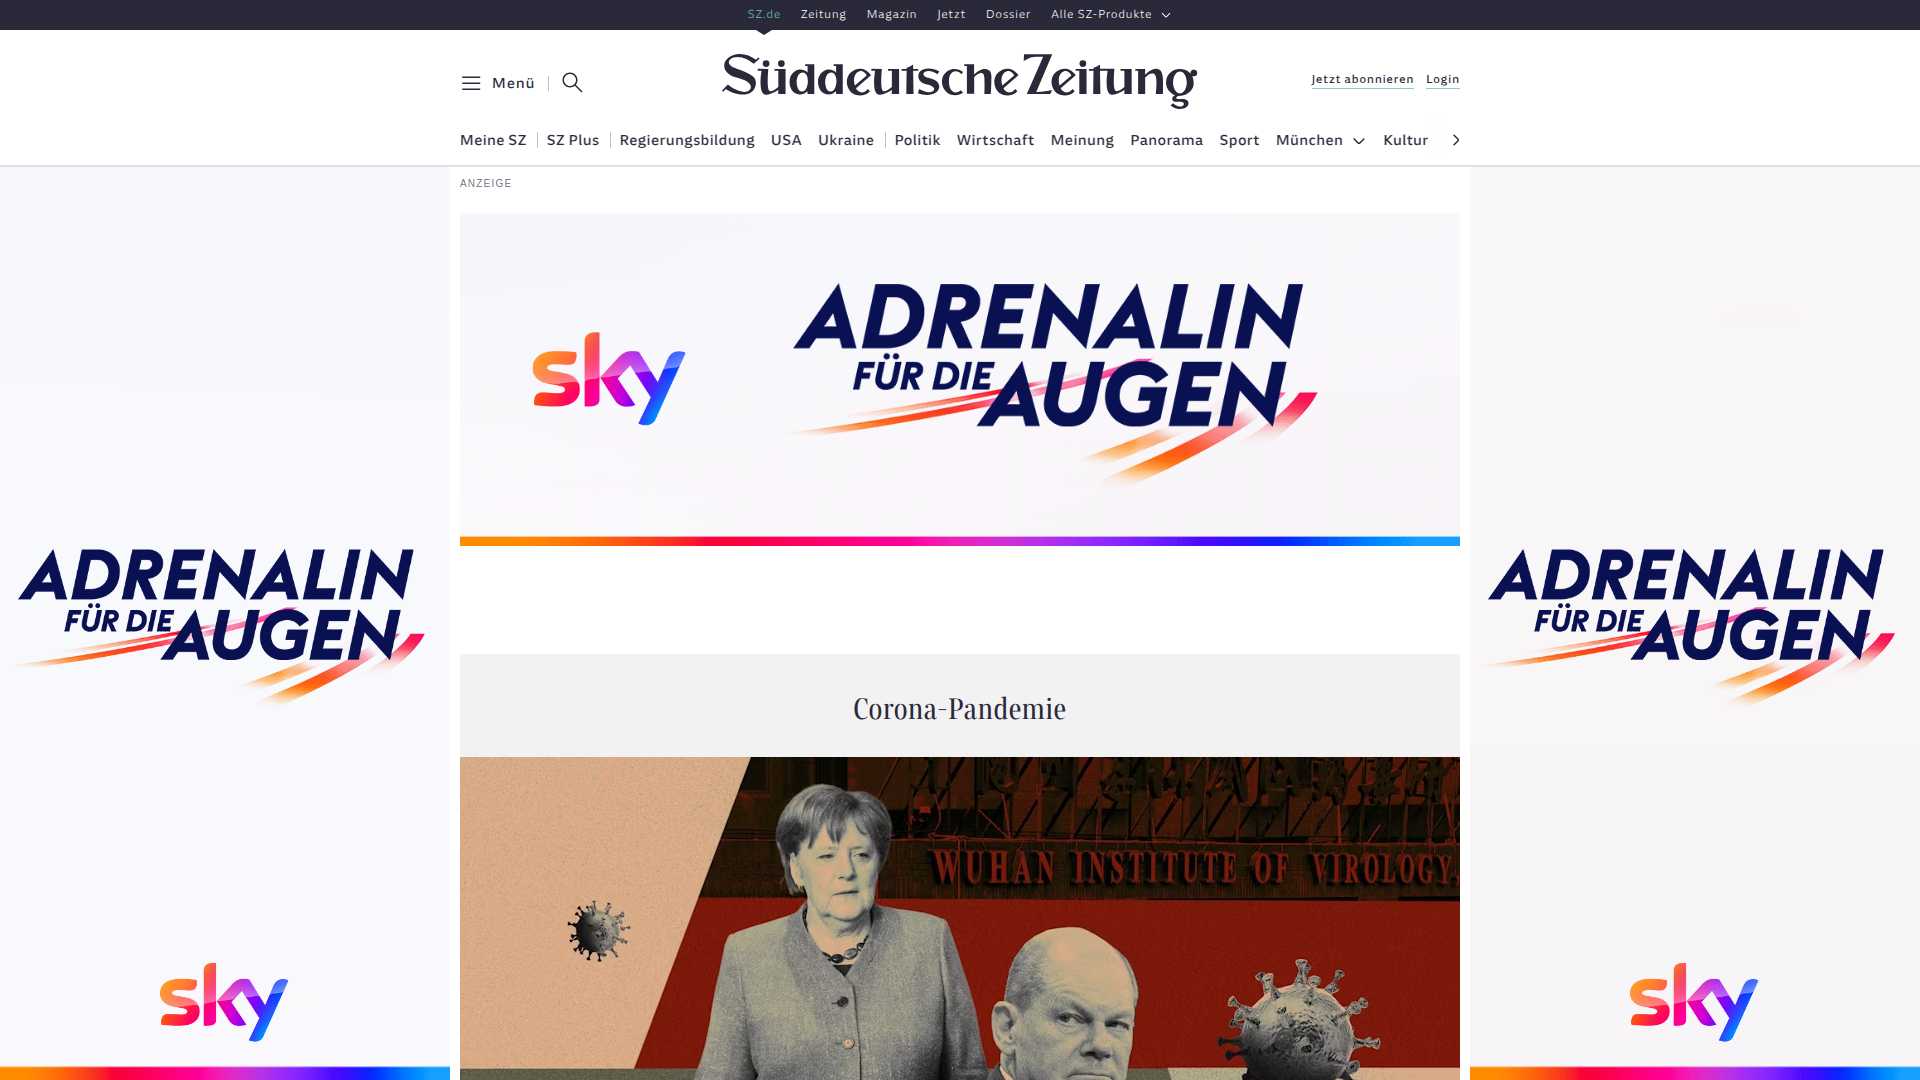 SZ.de Zeitung Magazin Jetzt Dossier Alle SZ-Produkte
Menü
Süddeutsche Zeitung
Jetzt abonnieren Login
Meine SZ SZ Plus Regierungsbildung USA Ukraine Politik Wirtschaft Meinung Panorama Sport München Kultur
ANZEIGE
sky
ADRENALIN
FÜR DIE AUGEN
ADRENALIN
FÜR DIE AUGEN
sky
ADRENALIN
FÜR DIE AUGEN
sky
Corona-Pandemie
WUHAN INSTITUTE OF VIROLOGY,